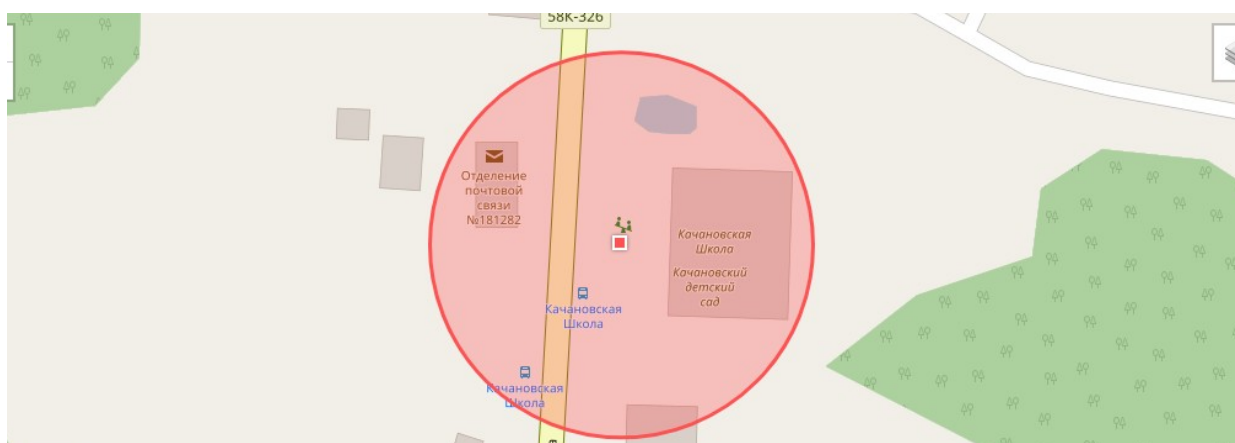 58К-326
Отделение
почтовой
связи
№181282
Качановская
Школа
Качановский
детский
сад
Качановская
Школа
Качановская
Школа